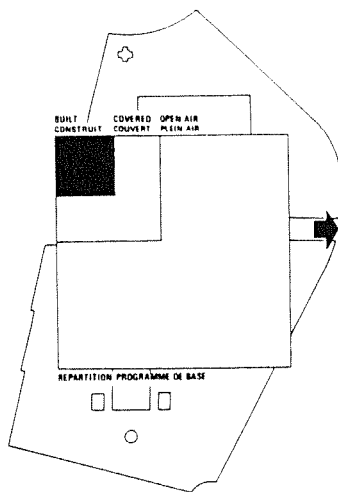 BUILT COVERED OPEN AIR
CONSTRUIT COUVERT PLEIN AIR
REPARTITION PROGRAMME DE BASE